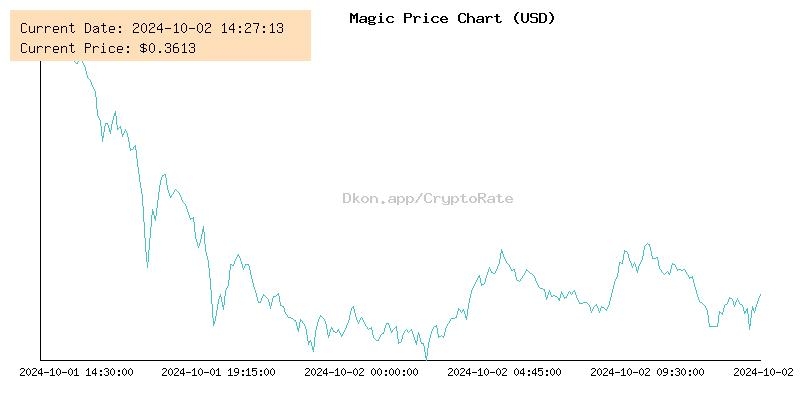 Magic Price Chart (USD)
Current Date: 2024-10-02 14:27:13
Current Price: $0.3613
Dkon.app/CryptoRate
2024-10-01 14:30:00 2024-10-01 19:15:00 2024-10-02 00:00:00 2024-10-02 04:45:00 2024-10-02 09:30:00 2024-10-02